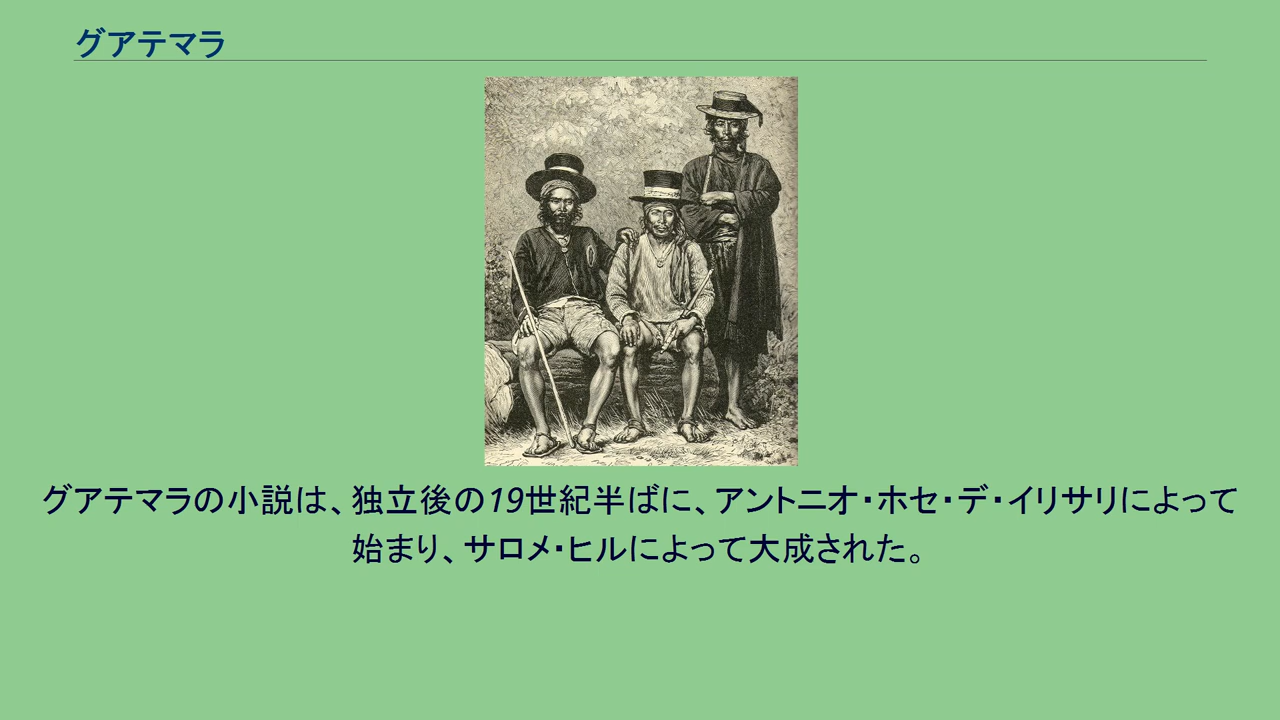 グアテマラ
グアテマラの小説は、独立後の19世紀半ばに、アントニオ・ホセ・デ・イリサリによって
始まり、サロメ・ヒルによって大成された。